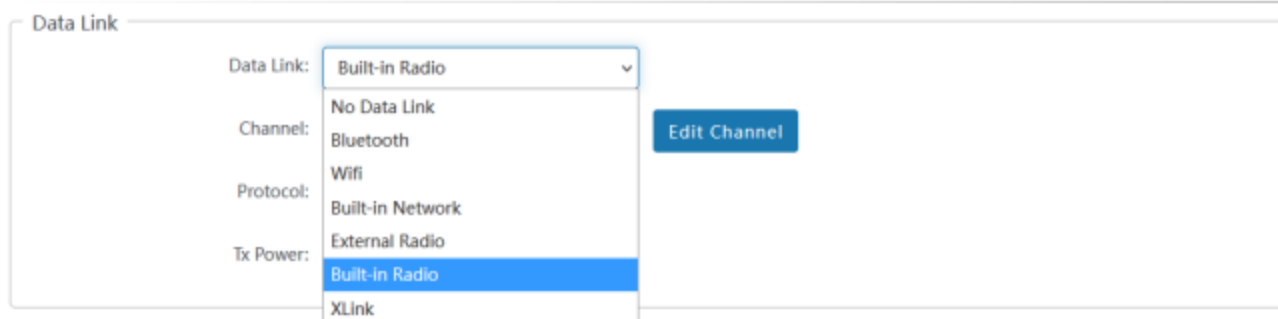 Data Link
Data Link: Built-in Radio
No Data Link
Channel: Edit Channel
Bluetooth
Wifi
Protocol:
Built-in Network
External Radio
Tx Power:
Built-in Radio
XLink